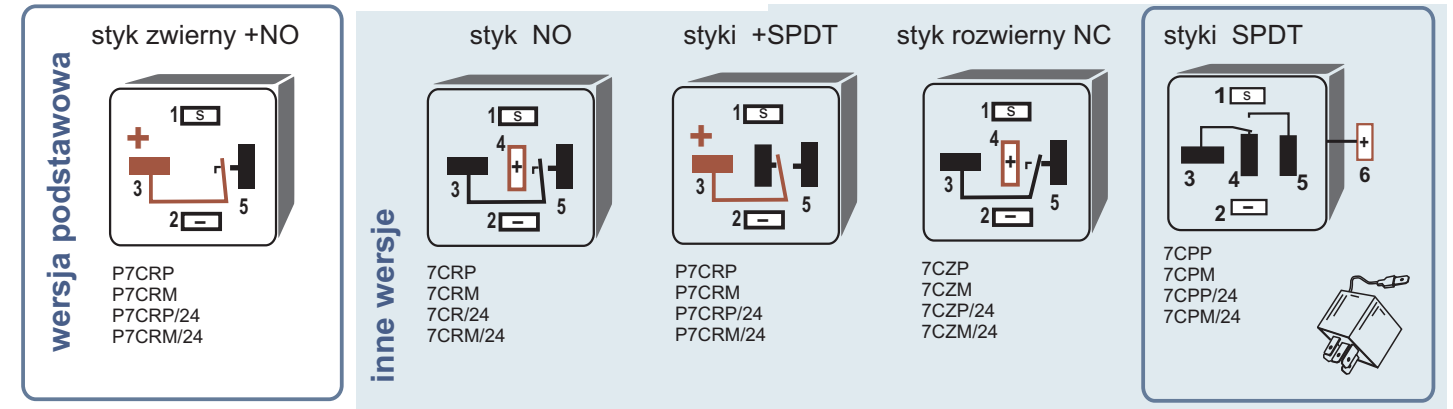 wersja podstawowa
styk zwierny +NO
1 S
+
3
5
2 –
P7CRP
P7CRM
P7CRP/24
P7CRM/24
inne wersje
styk NO
1 S
4
+
3
5
2 –
7CRP
7CRM
7CR/24
7CRM/24
styki +SPDT
1 S
+
3
5
2 –
P7CRP
P7CRM
P7CRP/24
P7CRM/24
styk rozwierny NC
1 S
4
+
3
5
2 –
7CZP
7CZM
7CZP/24
7CZM/24
styki SPDT
1 S
+
3 4 5 6
2 –
7CPP
7CPM
7CPP/24
7CPM/24